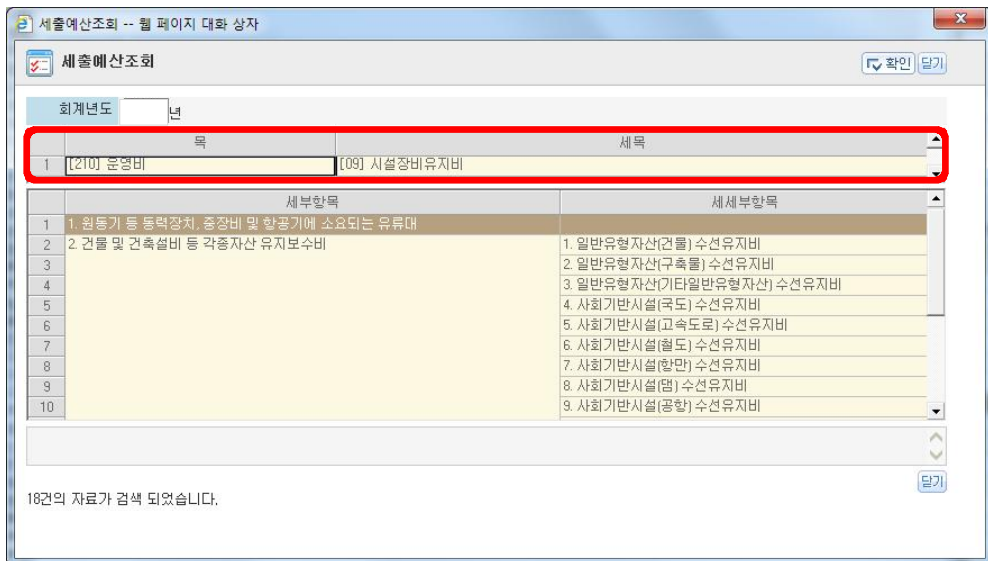 세출예산조회 -- 웹 페이지 대화 상자
세출예산조회 확인 닫기
회계년도 년
목 세목
1 [210] 운영비 [09] 시설장비유지비
세부항목 세세부항목
1 1. 원동기 등 동력장치, 중장비 및 항공기에 소요되는 유류대
2 2. 건물 및 건축설비 등 각종자산 유지보수비 1. 일반유형자산(건물) 수선유지비
3 2. 일반유형자산(구축물) 수선유지비
4 3. 일반유형자산(기타일반유형자산) 수선유지비
5 4. 사회기반시설(국도) 수선유지비
6 5. 사회기반시설(고속도로) 수선유지비
7 6. 사회기반시설(철도) 수선유지비
8 7. 사회기반시설(항만) 수선유지비
9 8. 사회기반시설(댐) 수선유지비
10 9. 사회기반시설(공항) 수선유지비
닫기
18건의 자료가 검색 되었습니다.